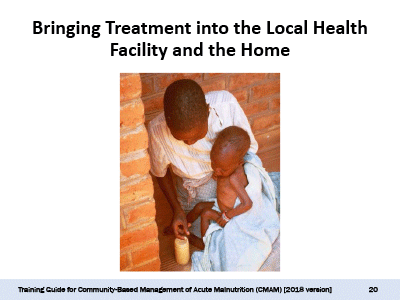 Bringing Treatment into the Local Health
Facility and the Home
Training Guide for Community-Based Management of Acute Malnutrition (CMAM) [2018 version] 20